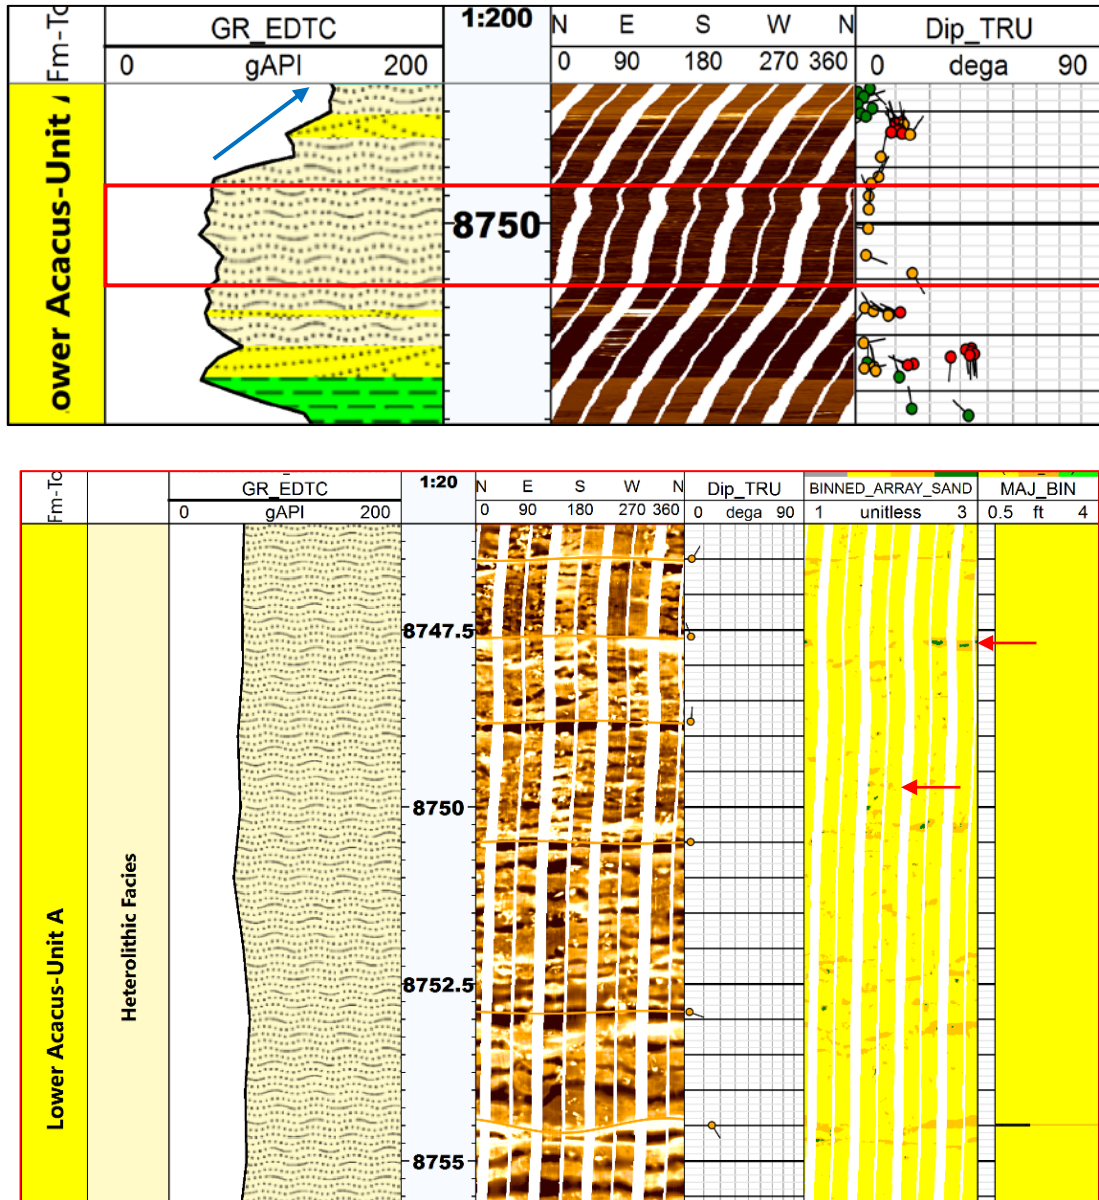 Fm-To
GR_EDTC
0 gAPI 200
1:200
N E S W N
0 90 180 270 360
Dip_TRU
0 dega 90
ower Acacus-Unit
8750
Fm-To
GR_EDTC
0 gAPI 200
1:20
N E S W N
0 90 180 270 360
Dip_TRU
0 dega 90
BINNED_ARRAY_SAND
1 unitless 3
MAJ_BIN
0.5 ft 4
Lower Acacus-Unit A
Heterolithic Facies
8747.5
8750
8752.5
8755